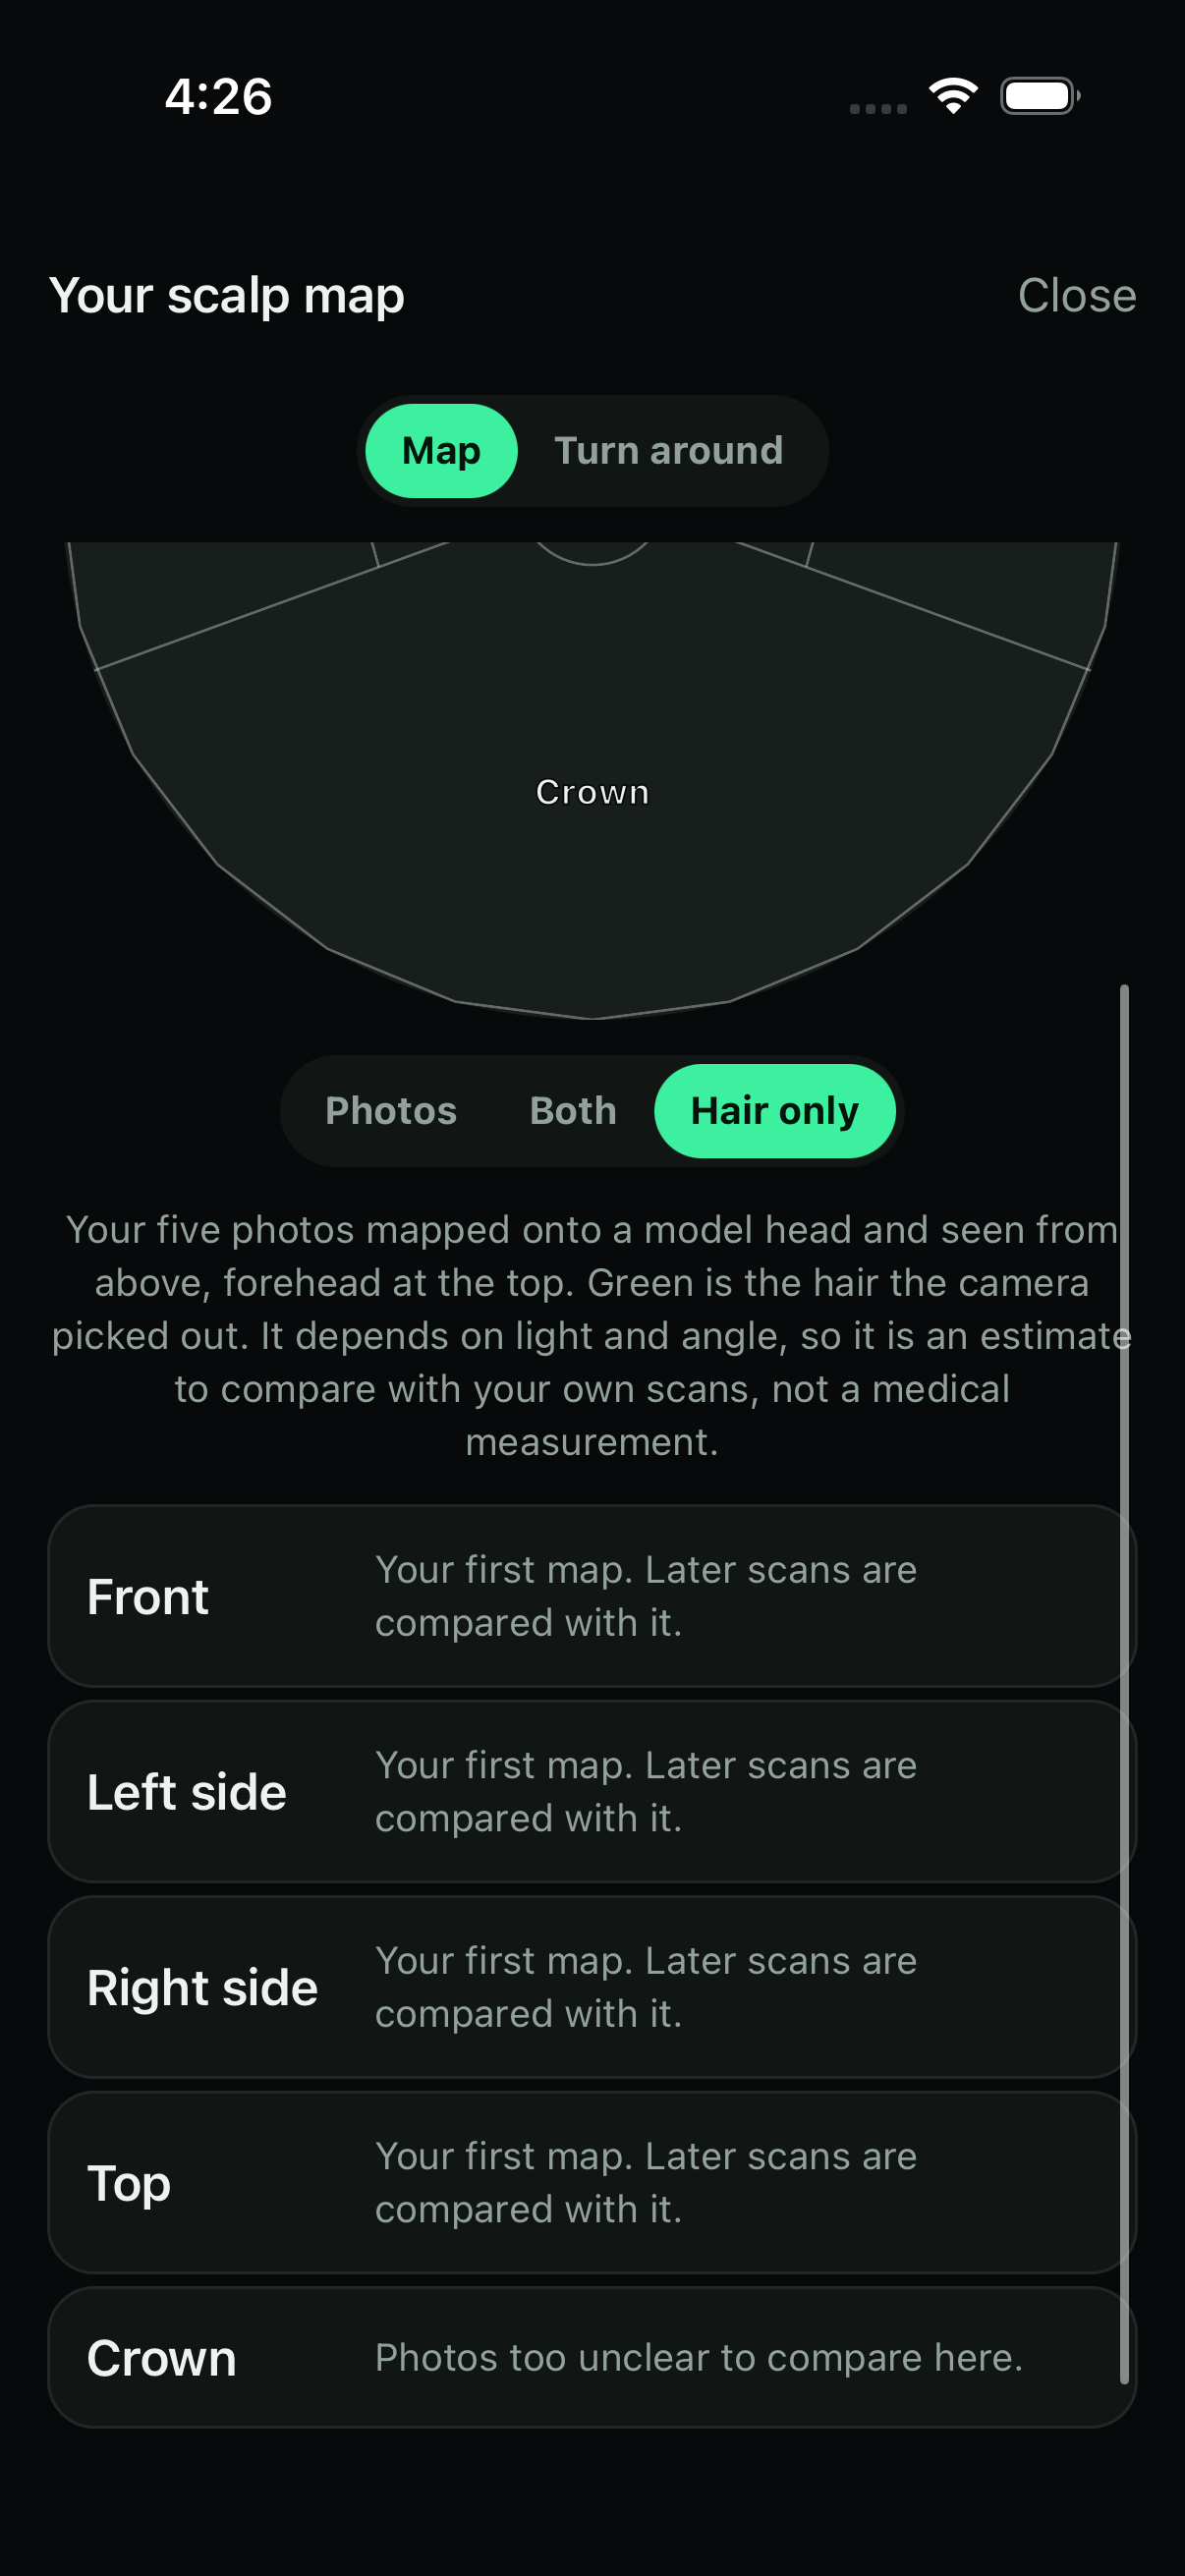 4:26
Your scalp map
Close
Map
Turn around
Crown
Photos
Both
Hair only
Your five photos mapped onto a model head and seen from
above, forehead at the top. Green is the hair the camera
picked out. It depends on light and angle, so it is an estimate
to compare with your own scans, not a medical
measurement.
Front
Your first map. Later scans are
compared with it.
Left side
Your first map. Later scans are
compared with it.
Right side
Your first map. Later scans are
compared with it.
Top
Your first map. Later scans are
compared with it.
Crown
Photos too unclear to compare here.